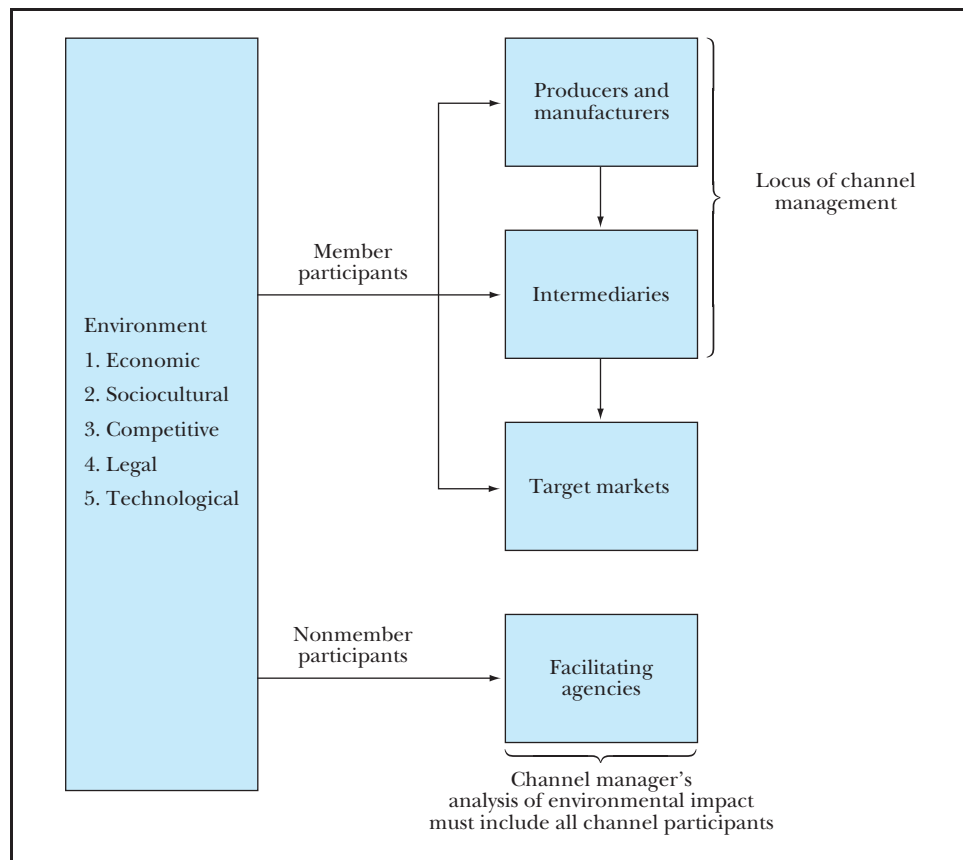 Environment
1. Economic
2. Sociocultural
3. Competitive
4. Legal
5. Technological
Member
participants
Nonmember
participants
Producers and
manufacturers
Intermediaries
Target markets
Facilitating
agencies
Locus of channel
management
Channel manager’s
analysis of environmental impact
must include all channel participants